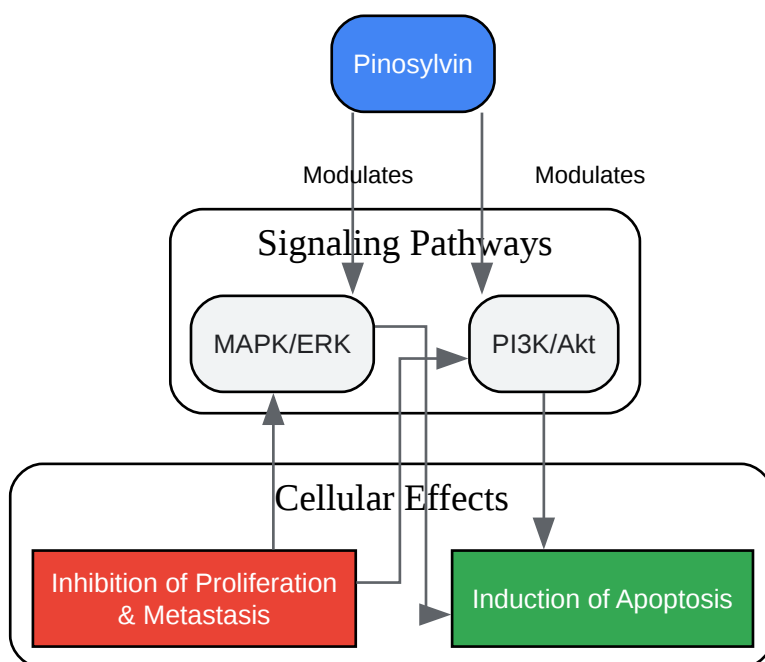 Pinosylvin
Modulates
Modulates
Signaling Pathways
MAPK/ERK
PI3K/Akt
Cellular Effects
Inhibition of Proliferation
& Metastasis
Induction of Apoptosis